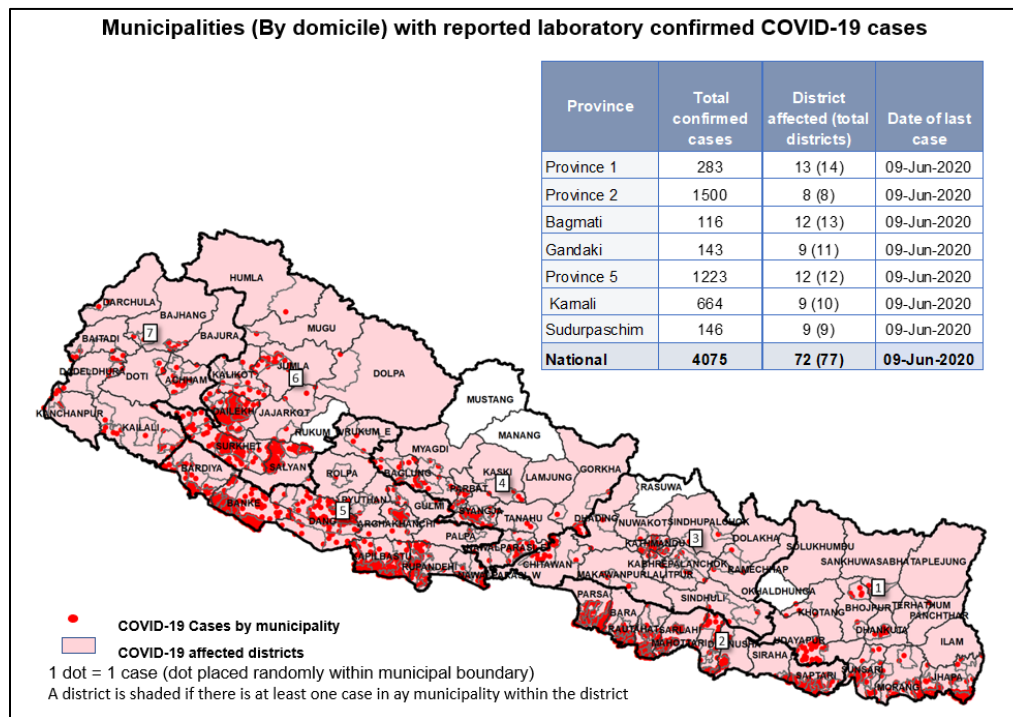 Municipalities (By domicile) with reported laboratory confirmed COVID-19 cases
Province Total confirmed cases District affected (total districts) Date of last case
Province 1 283 13 (14) 09-Jun-2020
Province 2 1500 8 (8) 09-Jun-2020
Bagmati 116 12 (13) 09-Jun-2020
Gandaki 143 9 (11) 09-Jun-2020
Province 5 1223 12 (12) 09-Jun-2020
Karnali 664 9 (10) 09-Jun-2020
Sudurpaschim 146 9 (9) 09-Jun-2020
National 4075 72 (77) 09-Jun-2020
HUMLA
DARCHULA
BAJHANG
MUGU
7
BAITADI
BAJURA
DOTI
ACHHAM
KALIKOT
JUMLA
6
DOLPA
MUSTANG
KANCHANPUR
KAILALI
DAILEKH
JAJARKOT
RUKUM
RUKUM_E
MANANG
SURKHET
MYAGDI
BARDIYA
SALYAN
ROLPA
BAGLUNG
KASKI
4
LAMJUNG
GORKHA
RASUWA
PARBAT
BANKE
PYUTHAN
5
GULMI
SYANGJA
TANAHU
DHADING
NUWAKOT
SINDHUPALCHOK
DANG
ARGHAKHANCHI
PALPA
3
DOLAKHA
KATHMANDU
SOLUKHUMBU
SANKHUWASABHA
TAPLEJUNG
KAPILBASTU
RUPANDEHI
CHITAWAN
KABHREPALANCHOK
RAMECHHAP
MAKAWANPUR
LALITPUR
OKHALDHUNGA
1
SINDHULI
KHOTANG
BHOJPUR
TERHATHUM
PANCHTHAR
PARSA
BARA
RAUTAHAT
SARLAHI
2
DHANKUTA
ILAM
SIRAHA
UDAYAPUR
SAPTARI
SUNSARI
MORANG
JHAPA
COVID-19 Cases by municipality
COVID-19 affected districts
1 dot = 1 case (dot placed randomly within municipal boundary)
A district is shaded if there is at least one case in ay municipality within the district